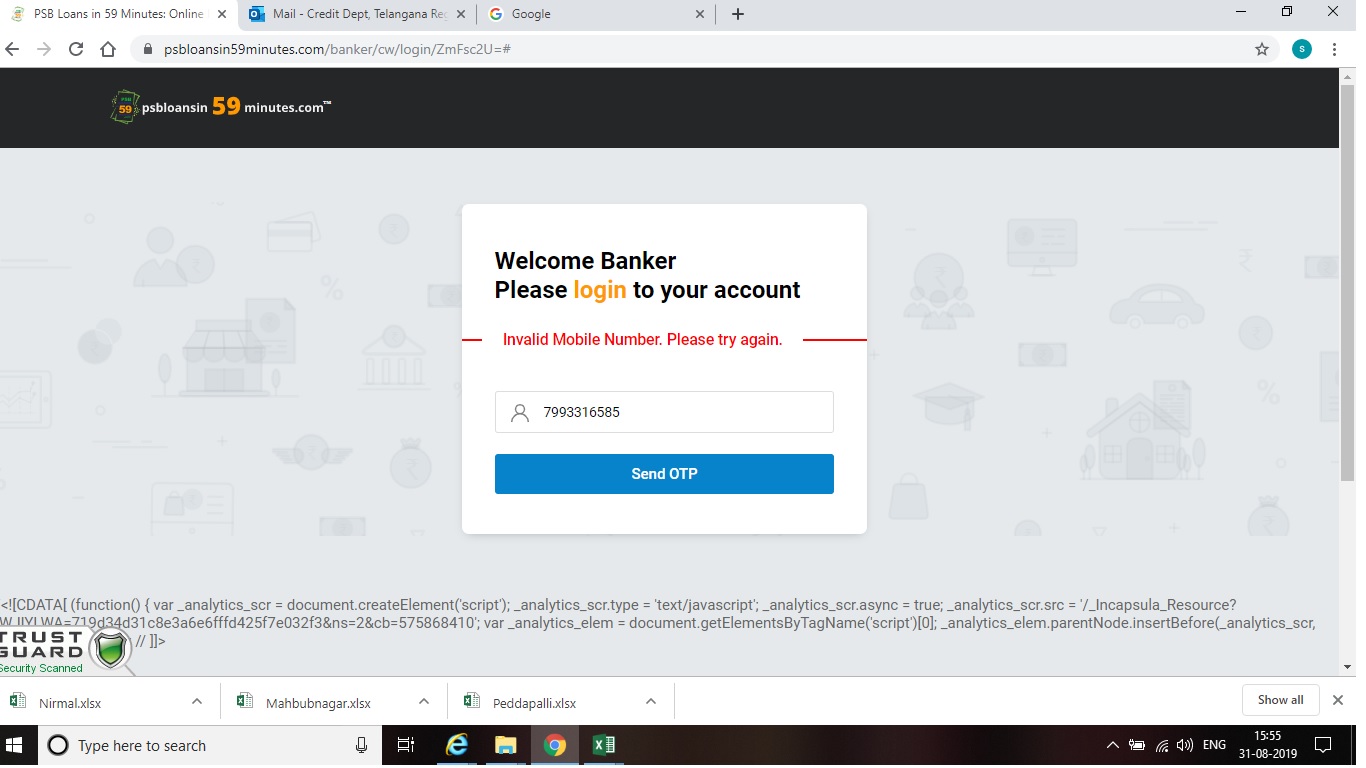 PSB Loans in 59 Minutes: Online
Mail - Credit Dept, Telangana Reg
Google
psbloansin59minutes.com/banker/cw/login/ZmFsc2U=#
S
PSB
59
psbloansin 59 minutes.com™
Welcome Banker
Please login to your account
Invalid Mobile Number. Please try again.
7993316585
Send OTP
<![CDATA[ (function() { var _analytics_scr = document.createElement('script'); _analytics_scr.type = 'text/javascript'; _analytics_scr.async = true; _analytics_scr.src = '/_Incapsula_Resource?
=719d34d31c8e3a6e6fffd425f7e032f3&ns=2&cb=575868410'; var _analytics_elem = document.getElementsByTagName('script')[0]; _analytics_elem.parentNode.insertBefore(_analytics_scr,
// ]]>
TRUST
GUARD
Security Scanned
Nirmal.xlsx
Mahbubnagar.xlsx
Peddapalli.xlsx
Show all
Type here to search
ENG
15:55
31-08-2019